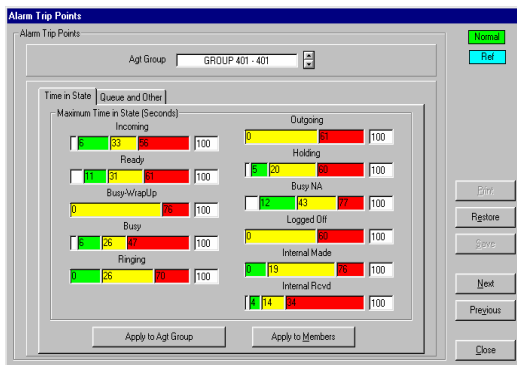 Alarm Trip Points
Alarm Trip Points
Normal
Ref
Agt Group GROUP 401 - 401
Time in State Queue and Other
Maximum Time in State (Seconds)
Incoming
6 33 56 100
Ready
11 31 61 100
Busy-WrapUp
0 76 100
Busy
6 26 47 100
Ringing
0 26 70 100
Outgoing
0 61 100
Holding
5 20 60 100
Busy NA
12 43 77 100
Logged Off
0 60 100
Internal Made
0 19 76 100
Internal Rcvd
4 14 34 100
Apply to Agt Group
Apply to Members
Print
Restore
Save
Next
Previous
Close